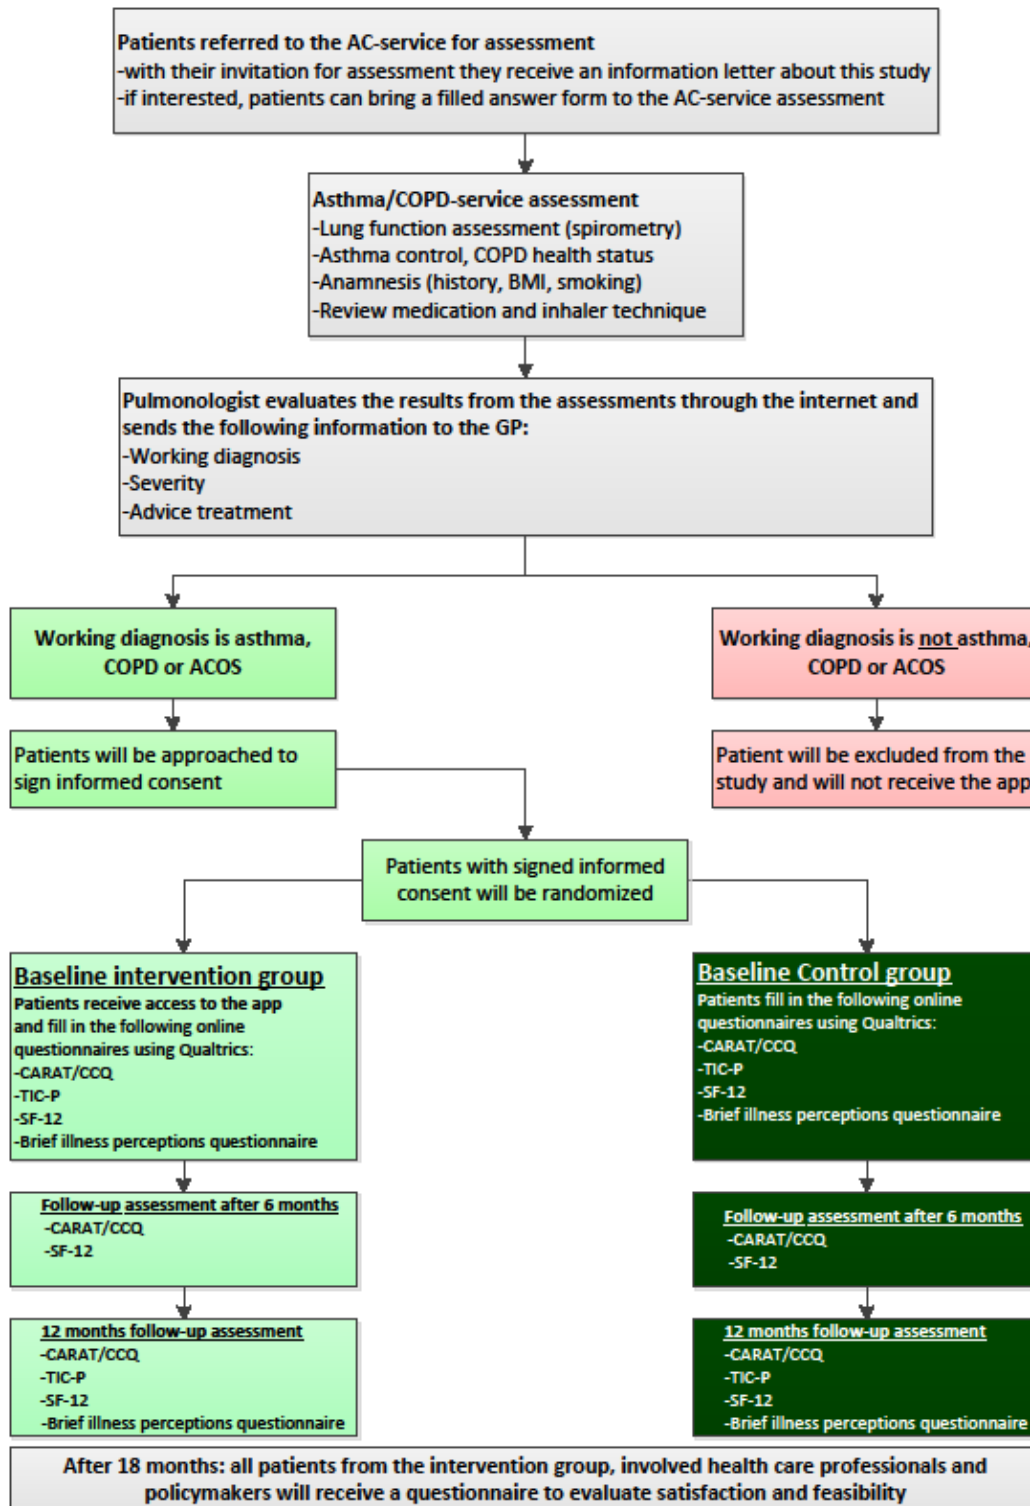 Patients referred to the AC-service for assessment
-with their invitation for assessment they receive an information letter about this study
-if interested, patients can bring a filled answer form to the AC-service assessment
Asthma/COPD-service assessment
-Lung function assessment (spirometry)
-Asthma control, COPD health status
-Anamnesis (history, BMI, smoking)
-Review medication and inhaler technique
Pulmonologist evaluates the results from the assessments through the internet and
sends the following information to the GP:
-Working diagnosis
-Severity
-Advice treatment
Working diagnosis is asthma,
COPD or ACOS
Working diagnosis is not asthma,
COPD or ACOS
Patients will be approached to
sign informed consent
Patient will be excluded from the
study and will not receive the app
Patients with signed informed
consent will be randomized
Baseline intervention group
Patients receive access to the app
and fill in the following online
questionnaires using Qualtrics:
-CARAT/CCQ
-TIC-P
-SF-12
-Brief illness perceptions questionnaire
Baseline Control group
Patients fill in the following online
questionnaires using Qualtrics:
-CARAT/CCQ
-TIC-P
-SF-12
-Brief illness perceptions questionnaire
Follow-up assessment after 6 months
-CARAT/CCQ
-SF-12
Follow-up assessment after 6 months
-CARAT/CCQ
-SF-12
12 months follow-up assessment
-CARAT/CCQ
-TIC-P
-SF-12
-Brief illness perceptions questionnaire
12 months follow-up assessment
-CARAT/CCQ
-TIC-P
-SF-12
-Brief illness perceptions questionnaire
After 18 months: all patients from the intervention group, involved health care professionals and
policymakers will receive a questionnaire to evaluate satisfaction and feasibility